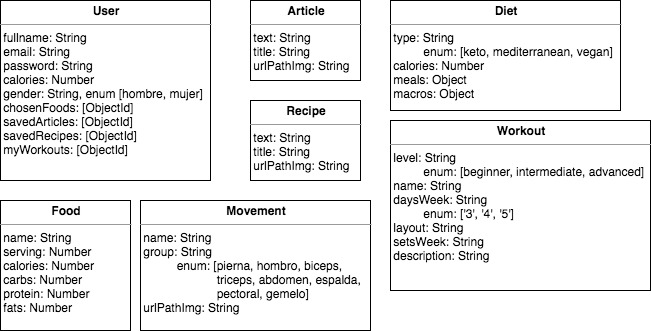 User
fullname: String
email: String
password: String
calories: Number
gender: String, enum [hombre, mujer]
chosenFoods: [ObjectId]
savedArticles: [ObjectId]
savedRecipes: [ObjectId]
myWorkouts: [ObjectId]
Article
text: String
title: String
urlPathImg: String
Diet
type: String
enum: [keto, mediterranean, vegan]
calories: Number
meals: Object
macros: Object
Recipe
text: String
title: String
urlPathImg: String
Workout
level: String
enum: [beginner, intermediate, advanced]
name: String
daysWeek: String
enum: ['3', '4', '5']
layout: String
setsWeek: String
description: String
Food
name: String
serving: Number
calories: Number
carbs: Number
protein: Number
fats: Number
Movement
name: String
group: String
enum: [pierna, hombro, biceps,
triceps, abdomen, espalda,
pectoral, gemelo]
urlPathImg: String